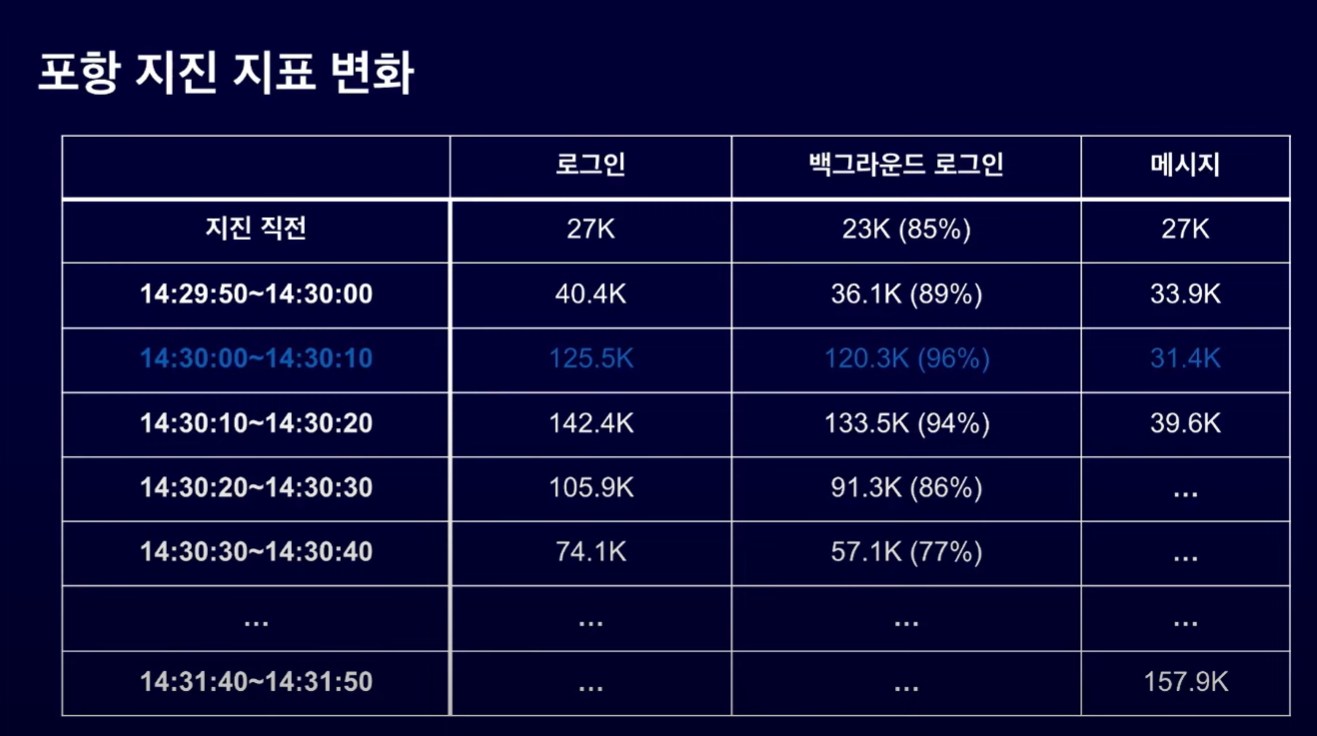 포항 지진 지표 변화
로그인 백그라운드 로그인 메시지
지진 직전 27K 23K (85%) 27K
14:29:50~14:30:00 40.4K 36.1K (89%) 33.9K
14:30:00~14:30:10 125.5K 120.3K (96%) 31.4K
14:30:10~14:30:20 142.4K 133.5K (94%) 39.6K
14:30:20~14:30:30 105.9K 91.3K (86%) ...
14:30:30~14:30:40 74.1K 57.1K (77%) ...
... ... ... ...
14:31:40~14:31:50 ... ... 157.9K